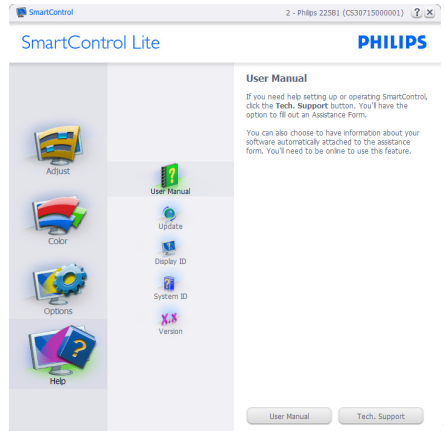 SmartControl
2 - Philips 225B1 (CS30715000001)
SmartControl Lite
PHILIPS
Adjust
Color
Options
Help
User Manual
Update
Display ID
System ID
X.X
Version
User Manual
If you need help setting up or operating SmartControl,
click the Tech. Support button. You'll have the
option to fill out an Assistance Form.
You can also choose to have information about your
software automatically attached to the assistance
form. You'll need to be online to use this feature.
User Manual
Tech. Support